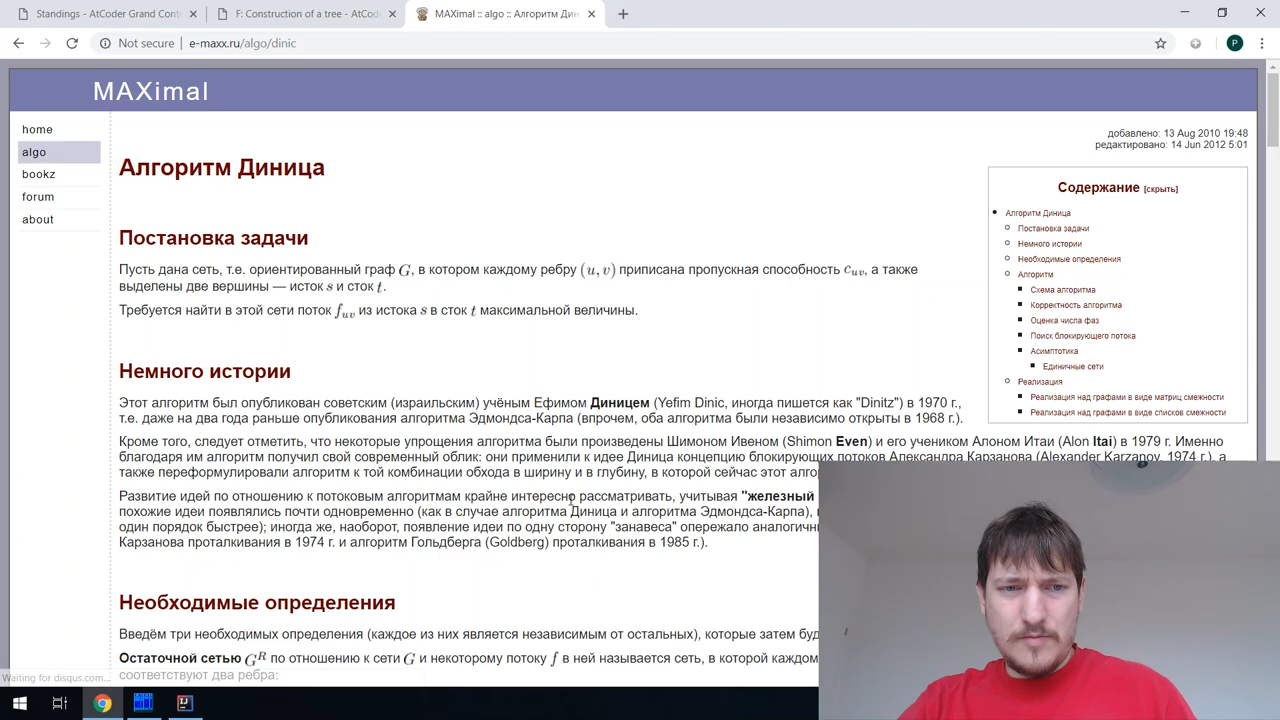 Standings - AtCoder Grand Cont
F: Construction of a tree - AtCod
MAXimal :: algo :: Алгоритм Дин
Not secure | e-maxx.ru/algo/dinic
P
MAXimal
home
algo
bookz
forum
about
добавлено: 13 Aug 2010 19:48
редактировано: 14 Jun 2012 5:01
Алгоритм Диница
Содержание [скрыть]
Алгоритм Диница
Постановка задачи
Немного истории
Необходимые определения
Алгоритм
Схема алгоритма
Корректность алгоритма
Оценка числа фаз
Поиск блокирующего потока
Асимптотика
Единичные сети
Реализация
Реализация над графами в виде матриц смежности
Реализация над графами в виде списков смежности
Постановка задачи
Пусть дана сеть, т.е. ориентированный граф G, в котором каждому ребру (u, v) приписана пропускная способность c_uv, а также
выделены две вершины — исток s и сток t.
Требуется найти в этой сети поток f_uv из истока s в сток t максимальной величины.
Немного истории
Этот алгоритм был опубликован советским (израильским) учёным Ефимом Диницем (Yefim Dinic, иногда пишется как "Dinitz") в 1970 г.,
т.е. даже на два года раньше опубликования алгоритма Эдмондса-Карпа (впрочем, оба алгоритма были независимо открыты в 1968 г.).
Кроме того, следует отметить, что некоторые упрощения алгоритма были произведены Шимоном Ивеном (Shimon Even) и его учеником Алоном Итаи (Alon Itai) в 1979 г. Именно
благодаря им алгоритм получил свой современный облик: они применили к идее Диница концепцию блокирующих потоков Александра Карзанова (Alexander Karzanov, 1974 г.), а
также переформулировали алгоритм к той комбинации обхода в ширину и в глубину, в которой сейчас этот алго
Развитие идей по отношению к потоковым алгоритмам крайне интересно рассматривать, учитывая "железный
похожие идеи появлялись почти одновременно (как в случае алгоритма Диница и алгоритма Эдмондса-Карпа),
один порядок быстрее); иногда же, наоборот, появление идеи по одну сторону "занавеса" опережало аналогичн
Карзанова проталкивания в 1974 г. и алгоритм Гольдберга (Goldberg) проталкивания в 1985 г.).
Необходимые определения
Введём три необходимых определения (каждое из них является независимым от остальных), которые затем буд
Остаточной сетью G^R по отношению к сети G и некоторому потоку f в ней называется сеть, в которой каждом
соответствуют два ребра:
Waiting for disqus.com...